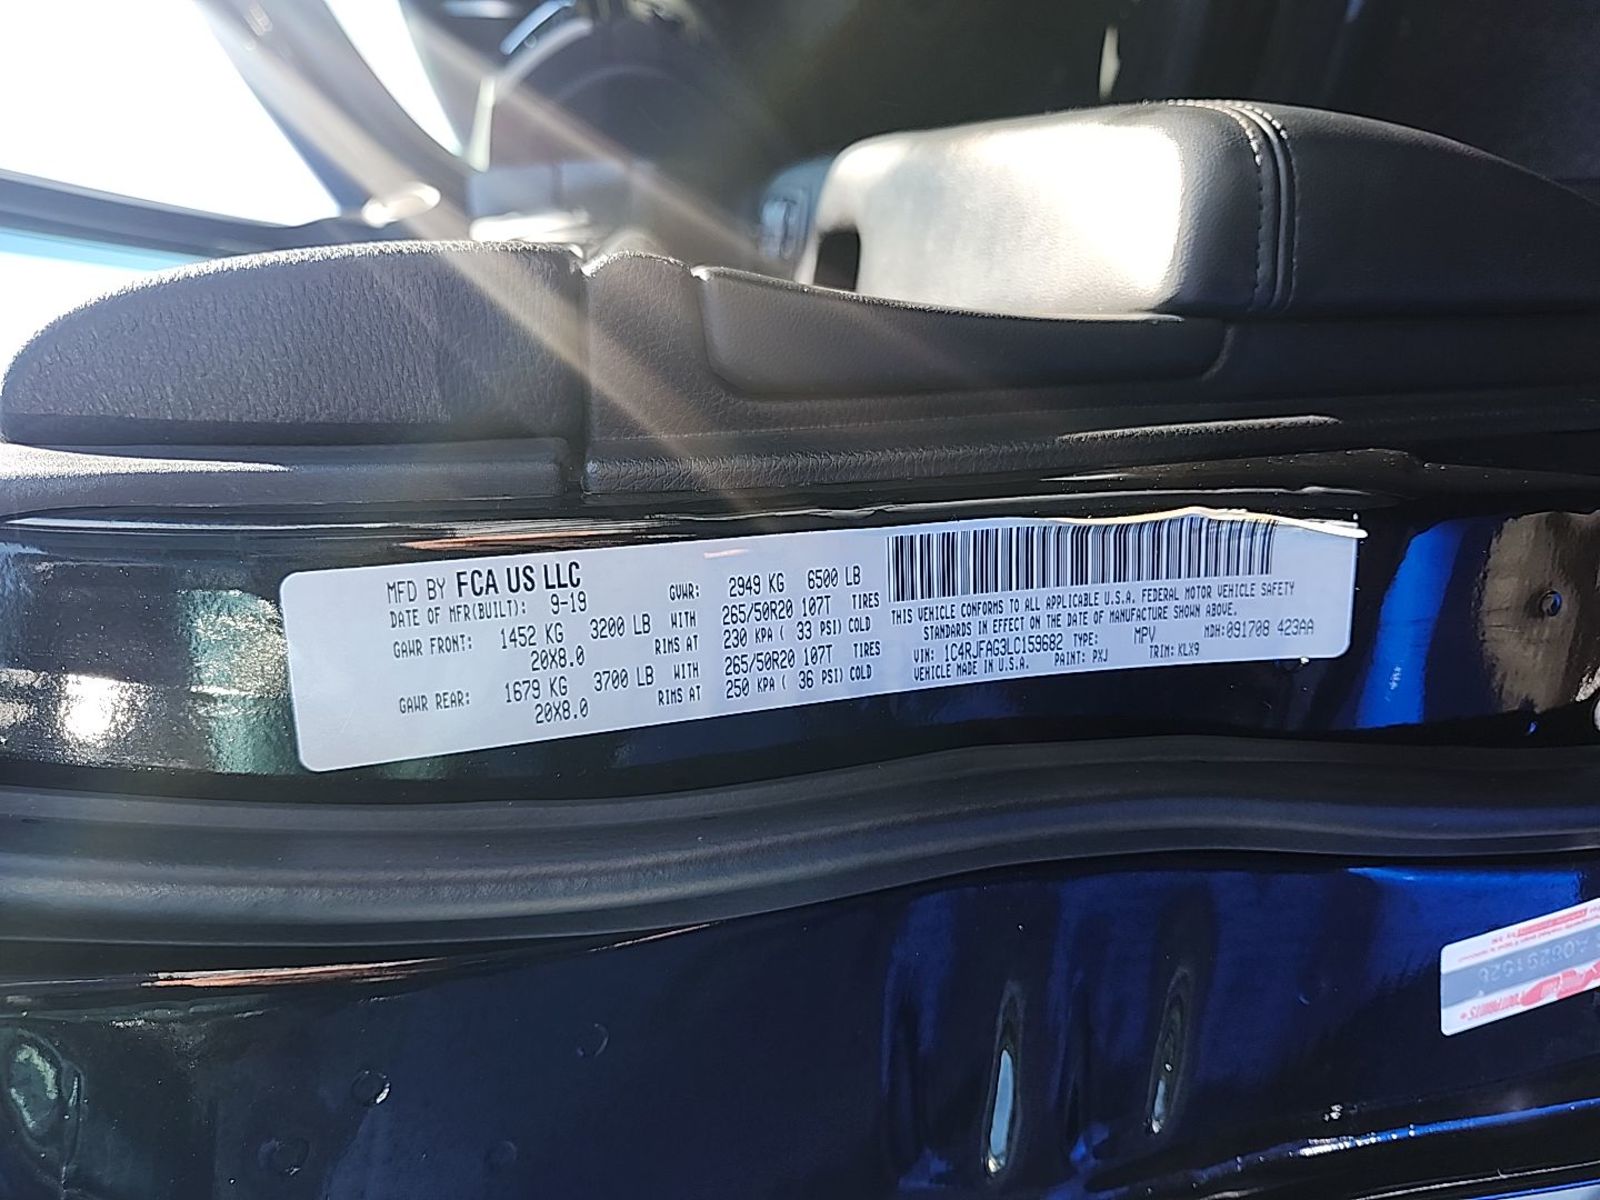 MFD BY FCA US LLC
DATE OF MFR(BUILT): 9-19
GVWR: 2949 KG 6500 LB
GAWR FRONT: 1452 KG 3200 LB WITH 265/50R20 107T TIRES
20X8.0 RIMS AT 230 KPA ( 33 PSI) COLD
GAWR REAR: 1679 KG 3700 LB WITH 265/50R20 107T TIRES
20X8.0 RIMS AT 250 KPA ( 36 PSI) COLD
THIS VEHICLE CONFORMS TO ALL APPLICABLE U.S.A. FEDERAL MOTOR VEHICLE SAFETY
STANDARDS IN EFFECT ON THE DATE OF MANUFACTURE SHOWN ABOVE.
VIN: 1C4RJFAG3LC159682 TYPE: MPV MDH:091708 423AA
VEHICLE MADE IN U.S.A. PAINT: PXJ TRIM: KLX9